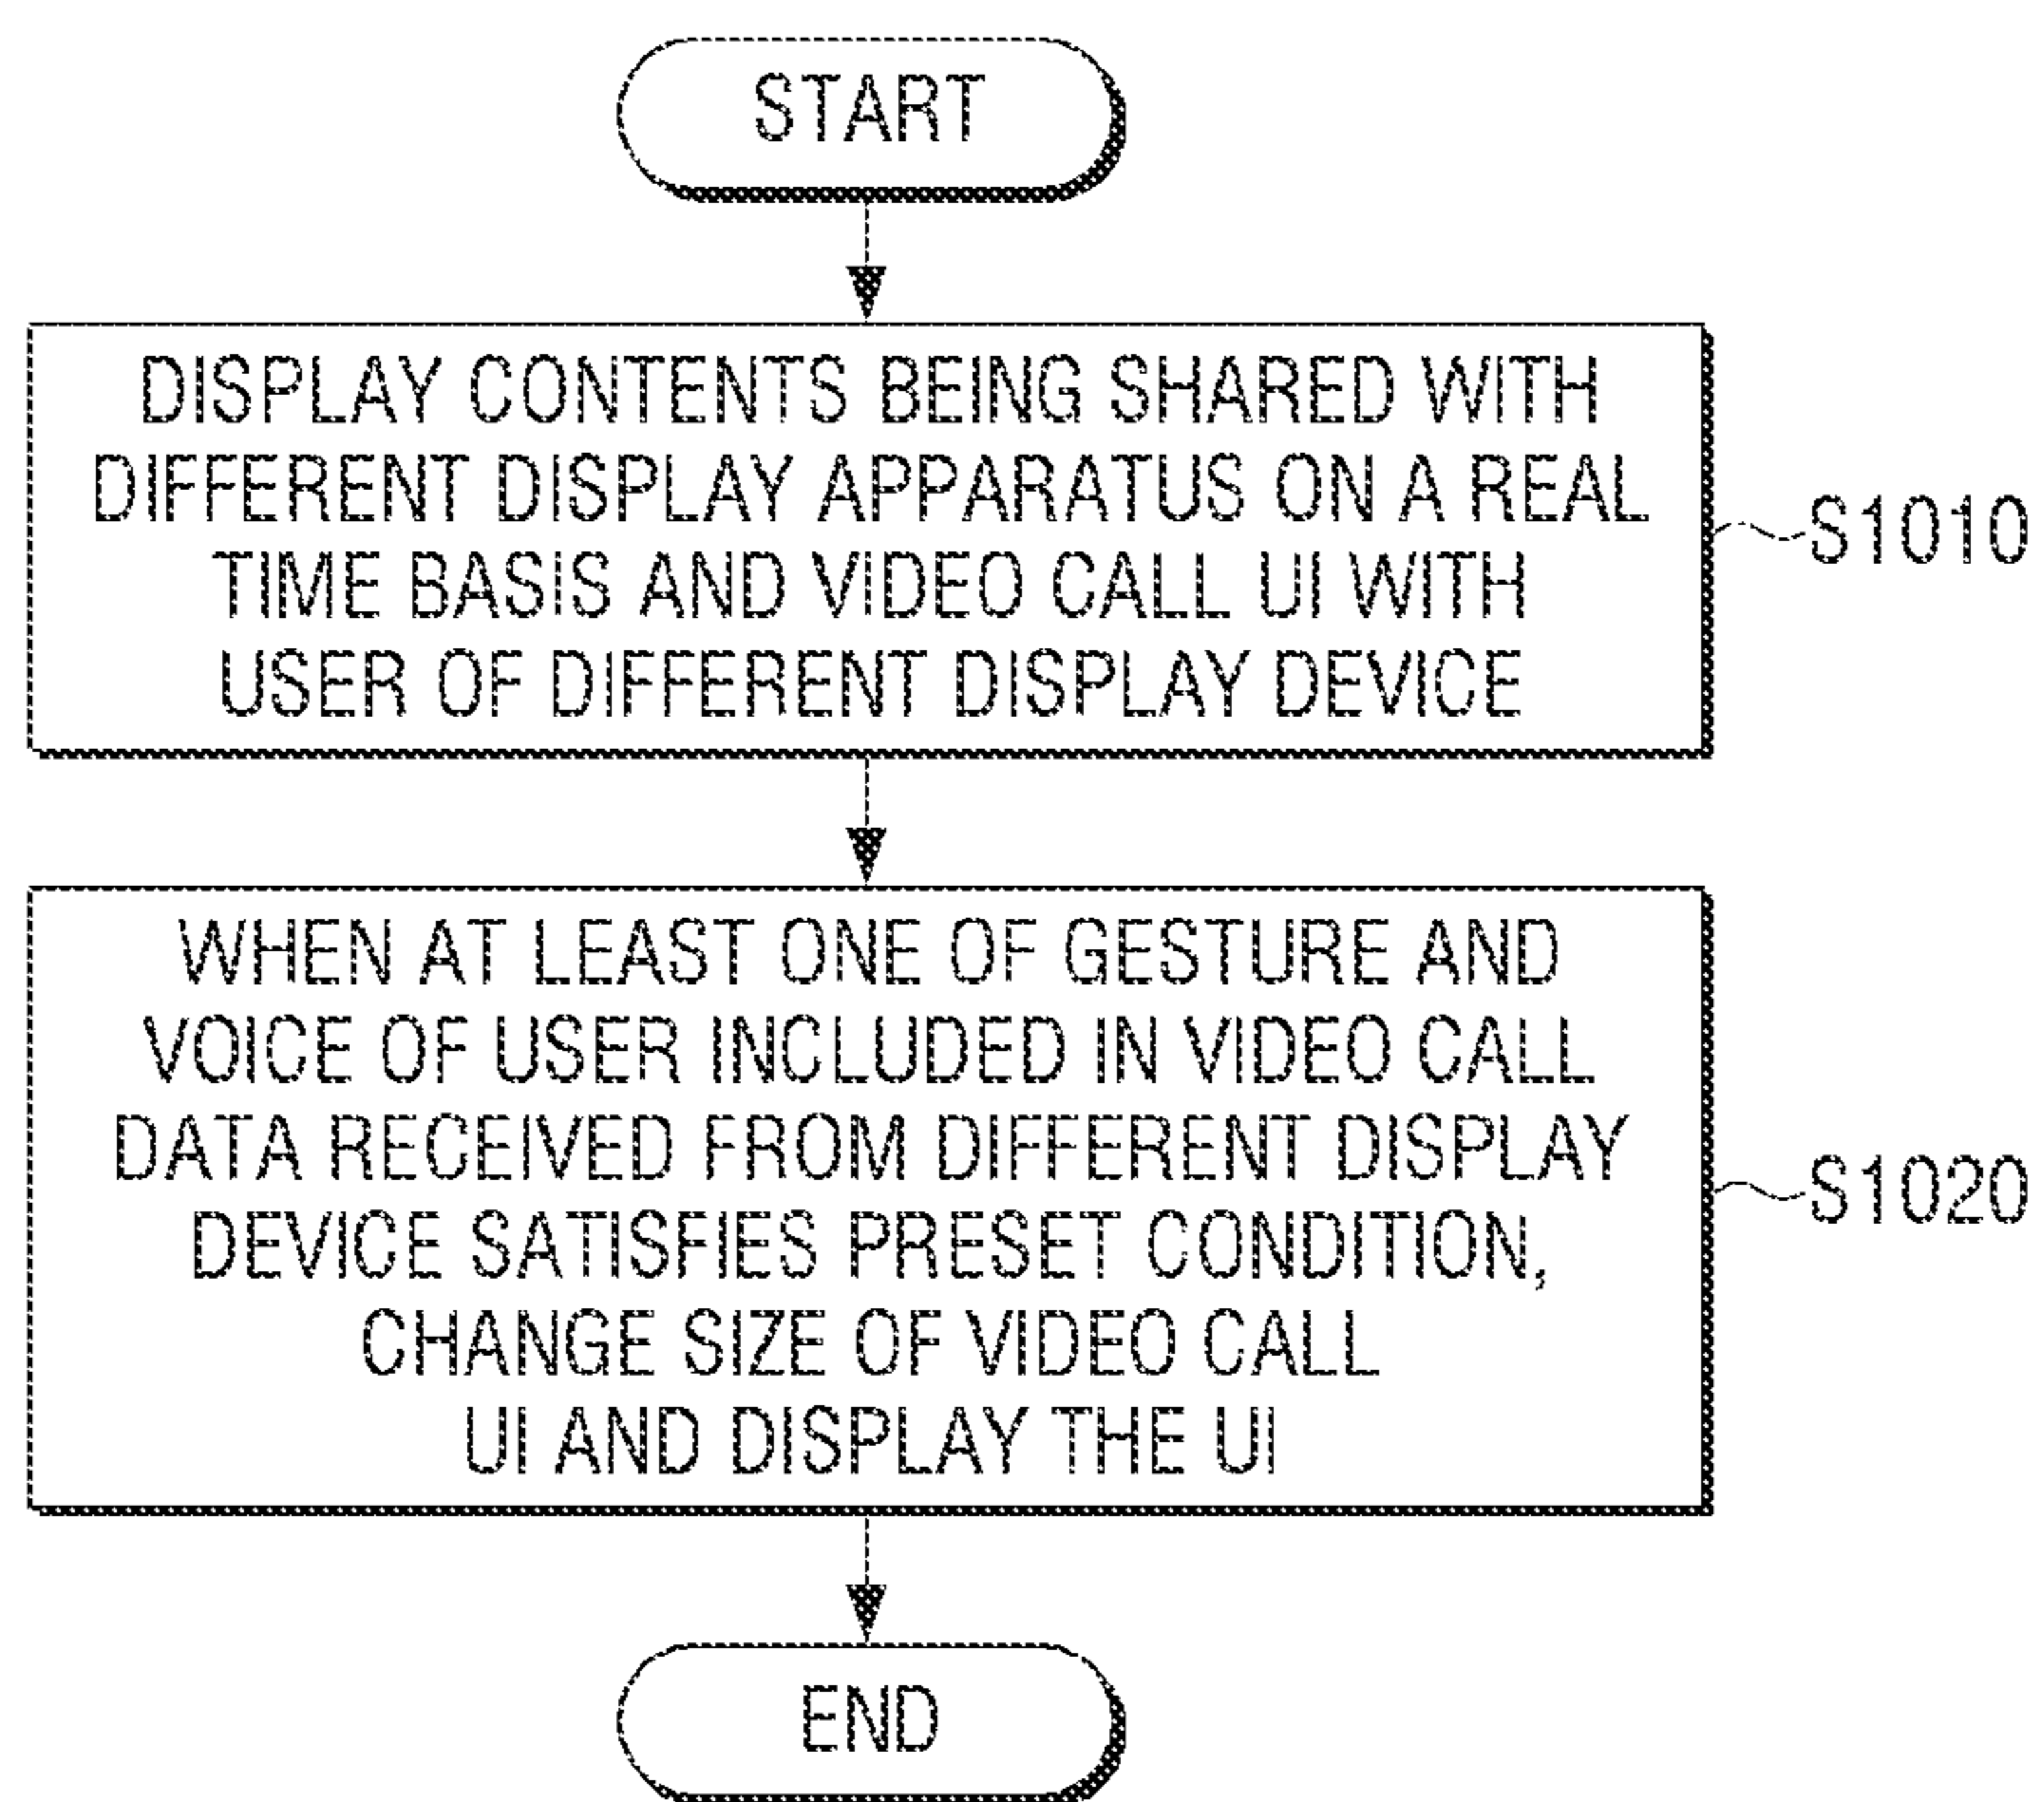 START
DISPLAY CONTENTS BEING SHARED WITH
DIFFERENT DISPLAY APPARATUS ON A REAL
TIME BASIS AND VIDEO CALL UI WITH
USER OF DIFFERENT DISPLAY DEVICE
S1010
WHEN AT LEAST ONE OF GESTURE AND
VOICE OF USER INCLUDED IN VIDEO CALL
DATA RECEIVED FROM DIFFERENT DISPLAY
DEVICE SATISFIES PRESET CONDITION,
CHANGE SIZE OF VIDEO CALL
UI AND DISPLAY THE UI
S1020
END